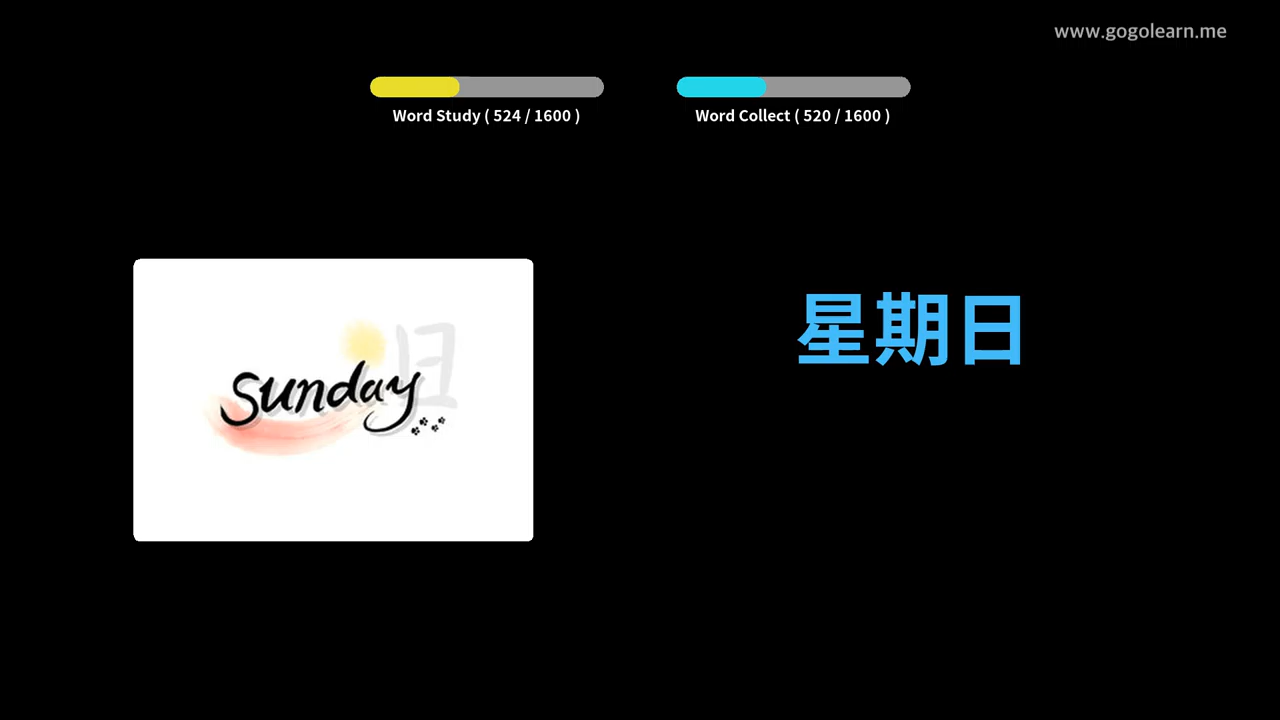 www.gogolearn.me
Word Study ( 524 / 1600 )
Word Collect ( 520 / 1600 )
星期日
Sunday
日